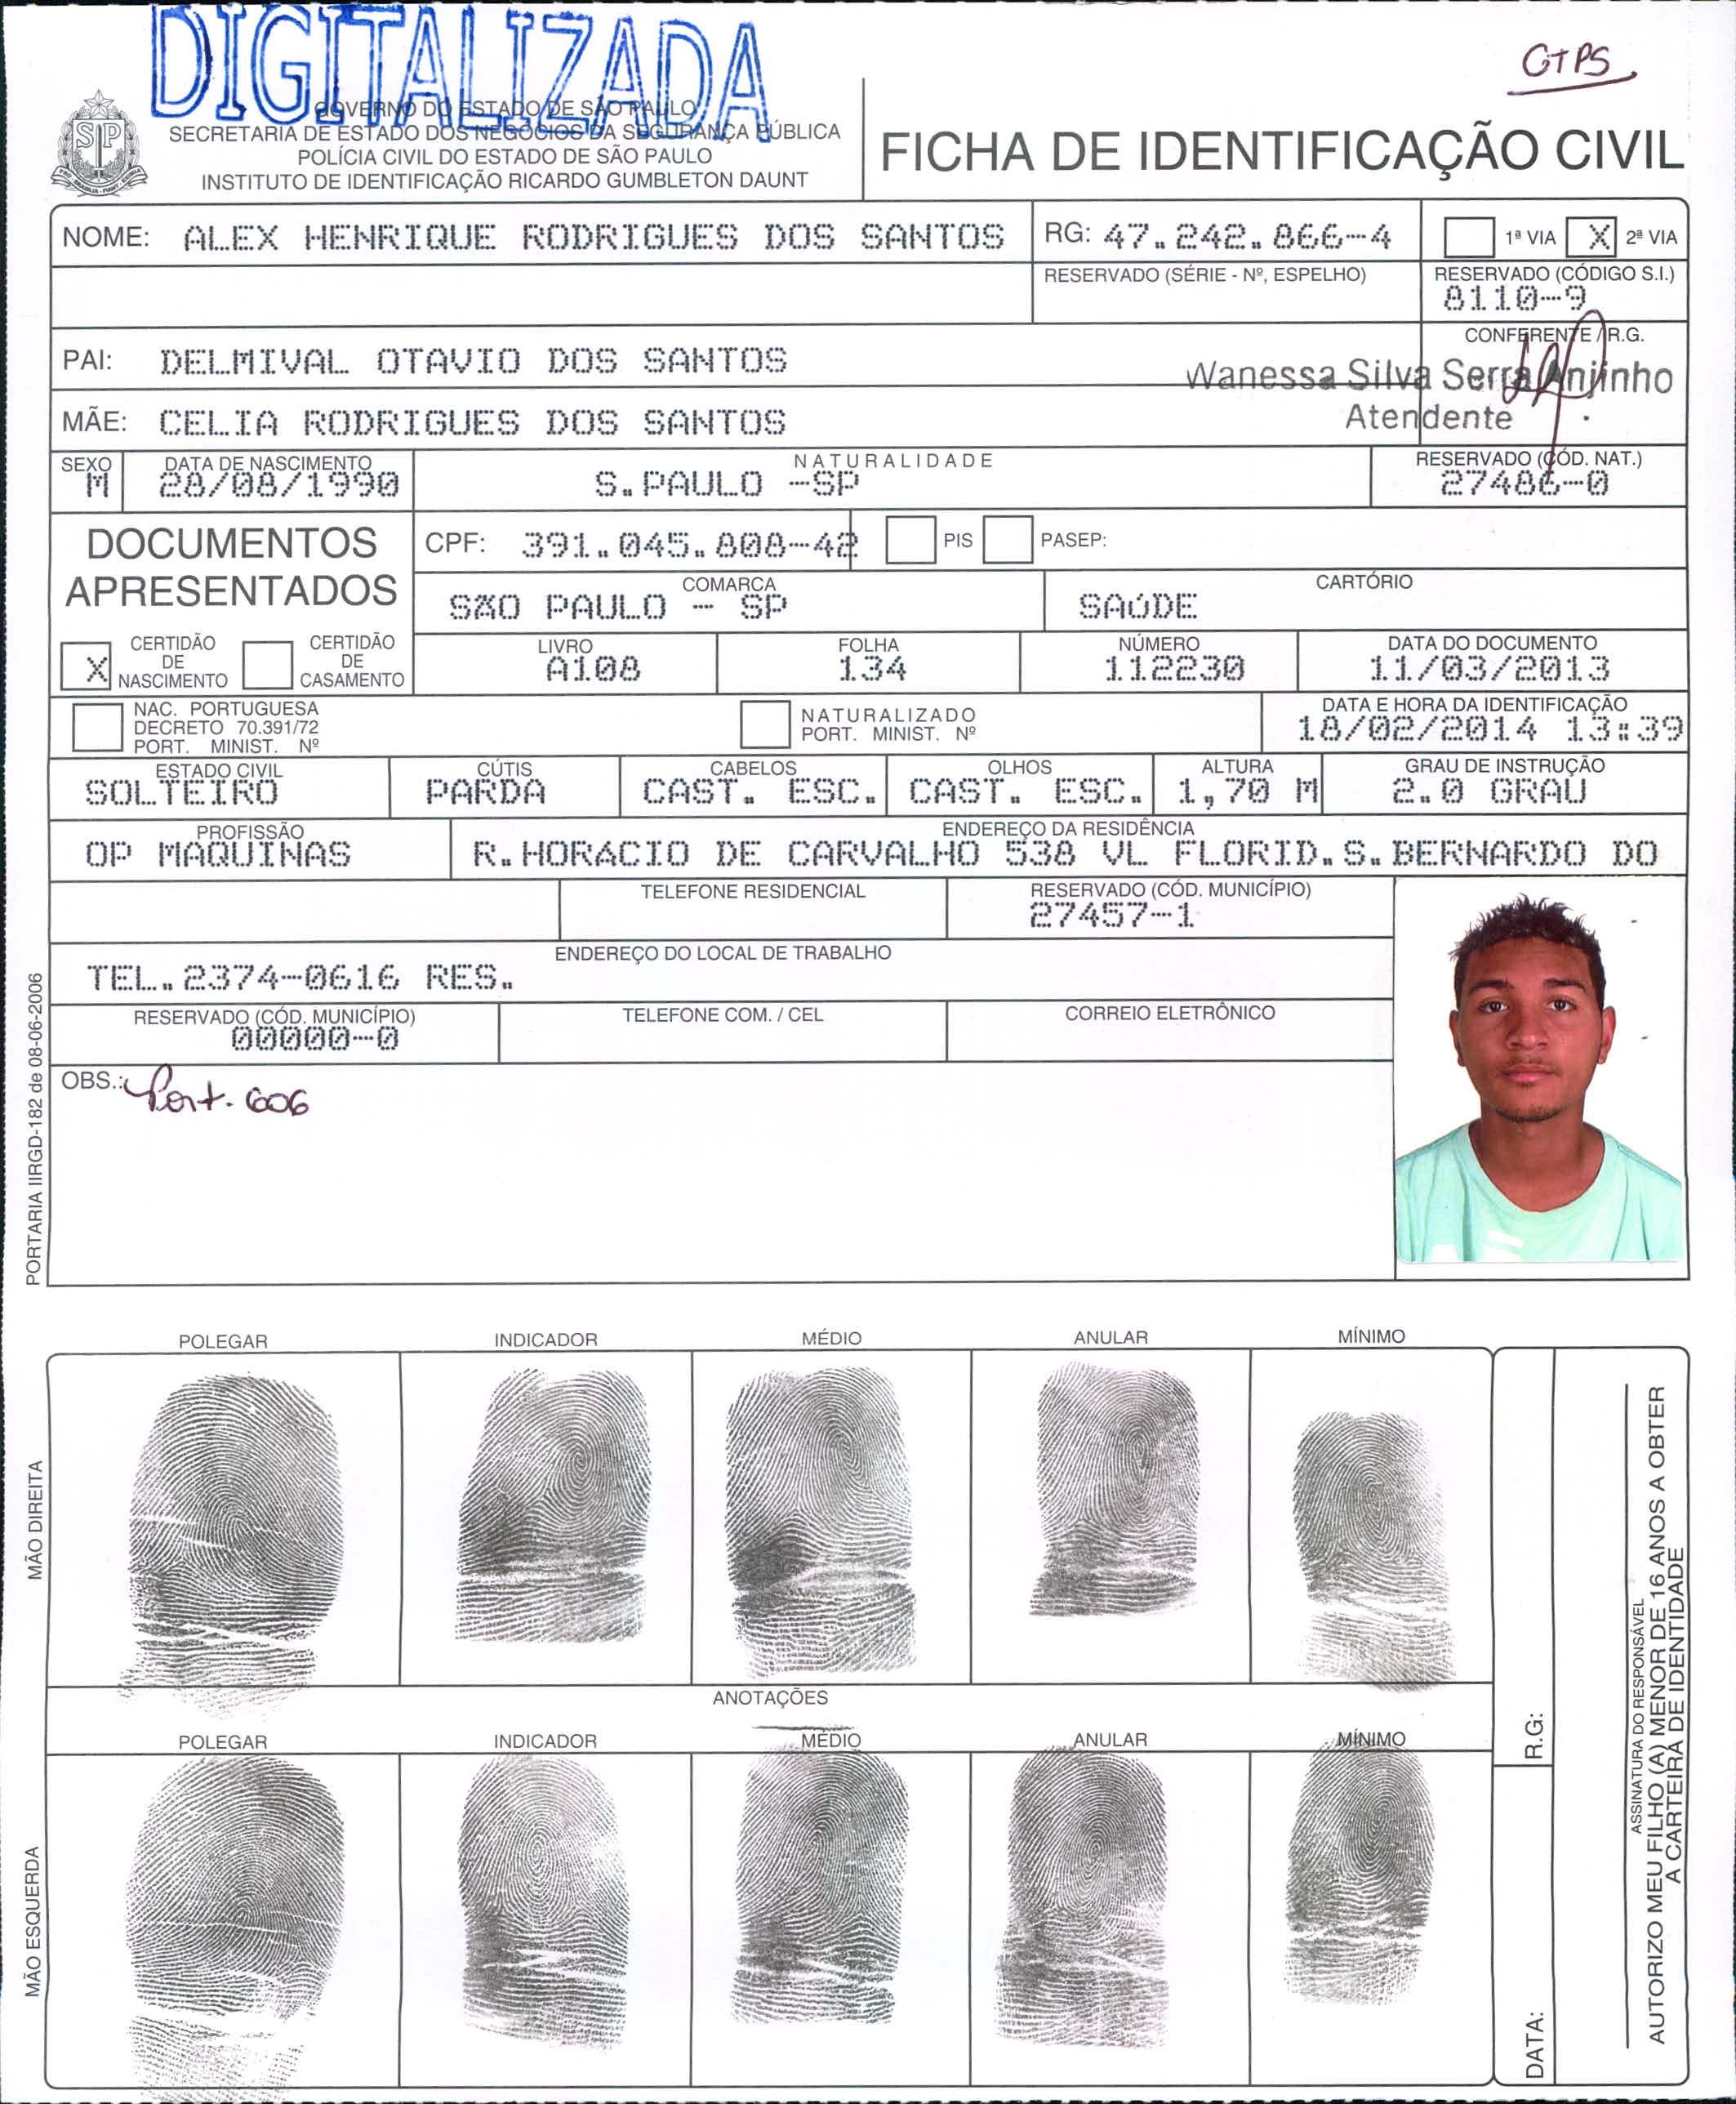 DIGITALIZADA
CTPS
GOVERNO DO ESTADO DE SÃO PAULO
SECRETARIA DE ESTADO DOS NEGÓCIOS DA SEGURANÇA PÚBLICA
POLÍCIA CIVIL DO ESTADO DE SÃO PAULO
INSTITUTO DE IDENTIFICAÇÃO RICARDO GUMBLETON DAUNT
FICHA DE IDENTIFICAÇÃO CIVIL
NOME: ALEX HENRIQUE RODRIGUES DOS SANTOS RG: 47.242.866-4 1ª VIA X 2ª VIA
RESERVADO (SÉRIE - Nº, ESPELHO) RESERVADO (CÓDIGO S.I.)
8110-9
CONFERENTE / R.G.
PAI: DELMIVAL OTAVIO DOS SANTOS
Wanessa Silva Serra Anjinho
Atendente
MÃE: CELIA RODRIGUES DOS SANTOS
SEXO DATA DE NASCIMENTO NATURALIDADE RESERVADO (CÓD. NAT.)
M 28/08/1990 S.PAULO -SP 27486-0
DOCUMENTOS
APRESENTADOS
CPF: 391.045.808-42 PIS PASEP:
COMARCA CARTÓRIO
SÃO PAULO - SP SAÚDE
X CERTIDÃO DE NASCIMENTO CERTIDÃO DE CASAMENTO
LIVRO FOLHA NÚMERO DATA DO DOCUMENTO
A108 134 112230 11/03/2013
NAC. PORTUGUESA
DECRETO 70.391/72
PORT. MINIST. Nº
NATURALIZADO
PORT. MINIST. Nº
DATA E HORA DA IDENTIFICAÇÃO
18/02/2014 13:39
ESTADO CIVIL CÚTIS CABELOS OLHOS ALTURA GRAU DE INSTRUÇÃO
SOLTEIRO PARDA CAST. ESC. CAST. ESC. 1,70 M 2.0 GRAU
PROFISSÃO ENDEREÇO DA RESIDÊNCIA
OP MAQUINAS R.HORACIO DE CARVALHO 538 VL FLORID.S.BERNARDO DO
TELEFONE RESIDENCIAL RESERVADO (CÓD. MUNICÍPIO)
27457-1
ENDEREÇO DO LOCAL DE TRABALHO
TEL.2374-0616 RES.
RESERVADO (CÓD. MUNICÍPIO) TELEFONE COM. / CEL CORREIO ELETRÔNICO
00000-0
OBS.: Port. 606
PORTARIA IIRGD-182 de 08-06-2006
POLEGAR INDICADOR MÉDIO ANULAR MÍNIMO
MÃO DIREITA
ANOTAÇÕES
POLEGAR INDICADOR MÉDIO ANULAR MÍNIMO
MÃO ESQUERDA
R.G:
DATA:
ASSINATURA DO RESPONSÁVEL
AUTORIZO MEU FILHO (A) MENOR DE 16 ANOS A OBTER
A CARTEIRA DE IDENTIDADE